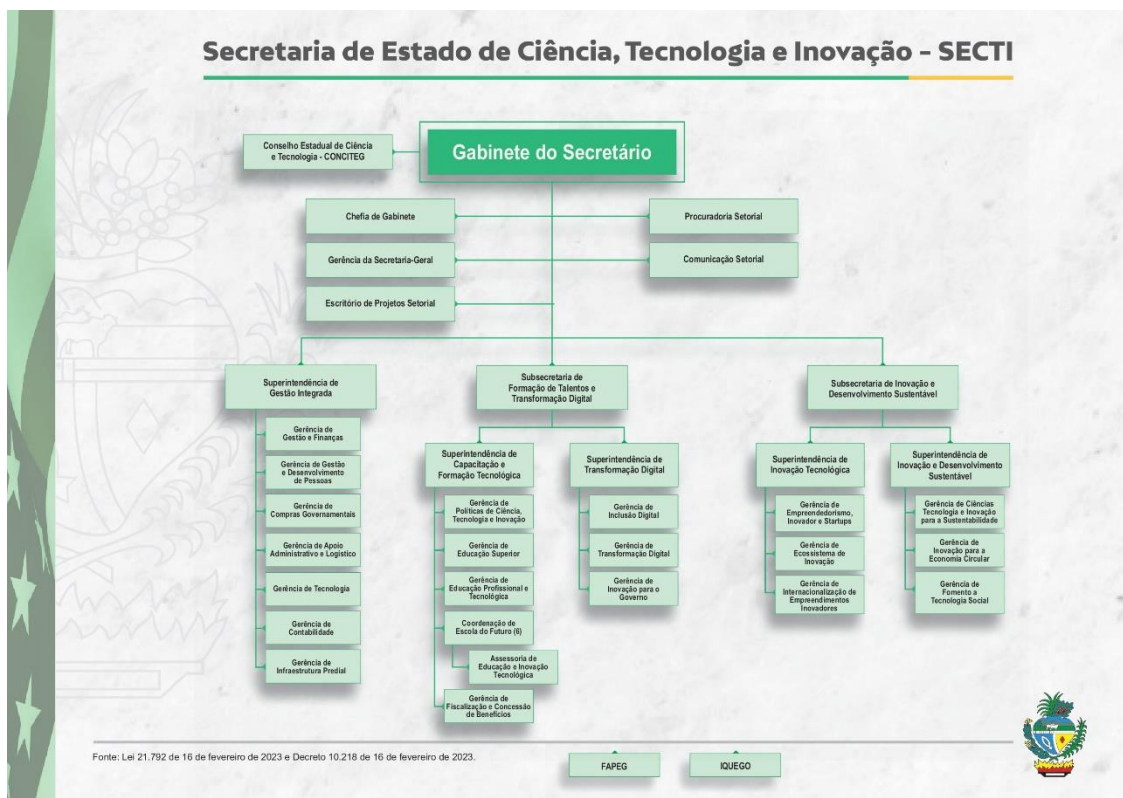 Secretaria de Estado de Ciência, Tecnologia e Inovação - SECTI
Conselho Estadual de Ciência
e Tecnologia - CONCITEG
Gabinete do Secretário
Chefia de Gabinete
Procuradoria Setorial
Gerência da Secretaria-Geral
Comunicação Setorial
Escritório de Projetos Setorial
Superintendência de
Gestão Integrada
Gerência de
Gestão e Finanças
Gerência de Gestão
e Desenvolvimento
de Pessoas
Gerência de
Compras Governamentais
Gerência de Apoio
Administrativo e Logístico
Gerência de Tecnologia
Gerência de
Contabilidade
Gerência de
Infraestrutura Predial
Subsecretaria de
Formação de Talentos e
Transformação Digital
Superintendência de
Capacitação e
Formação Tecnológica
Gerência de
Políticas de Ciência,
Tecnologia e Inovação
Gerência de
Educação Superior
Gerência de
Educação Profissional e
Tecnológica
Coordenação de
Escola do Futuro (6)
Assessoria de
Educação e Inovação
Tecnológica
Gerência de
Fiscalização e Concessão
de Benefícios
Superintendência de
Transformação Digital
Gerência de
Inclusão Digital
Gerência de
Transformação Digital
Gerência de
Inovação para o
Governo
Subsecretaria de Inovação e
Desenvolvimento Sustentável
Superintendência de
Inovação Tecnológica
Gerência de
Empreendedorismo,
Inovador e Startups
Gerência de
Ecossistema de
Inovação
Gerência de
Internacionalização de
Empreendimentos
Inovadores
Superintendência de
Inovação e Desenvolvimento
Sustentável
Gerência de Ciências
Tecnologia e Inovação
para a Sustentabilidade
Gerência de
Inovação para a
Economia Circular
Gerência de
Fomento a
Tecnologia Social
Fonte: Lei 21.792 de 16 de fevereiro de 2023 e Decreto 10.218 de 16 de fevereiro de 2023.
FAPEG
IQUEGO